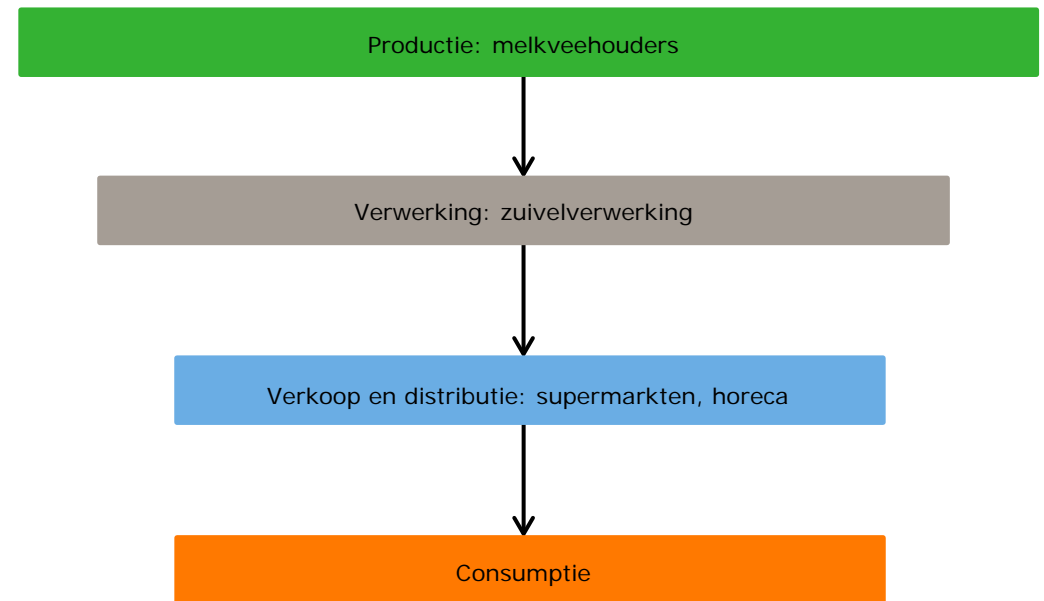 Productie: melkveehouders
Verwerking: zuivelverwerking
Verkoop en distributie: supermarkten, horeca
Consumptie